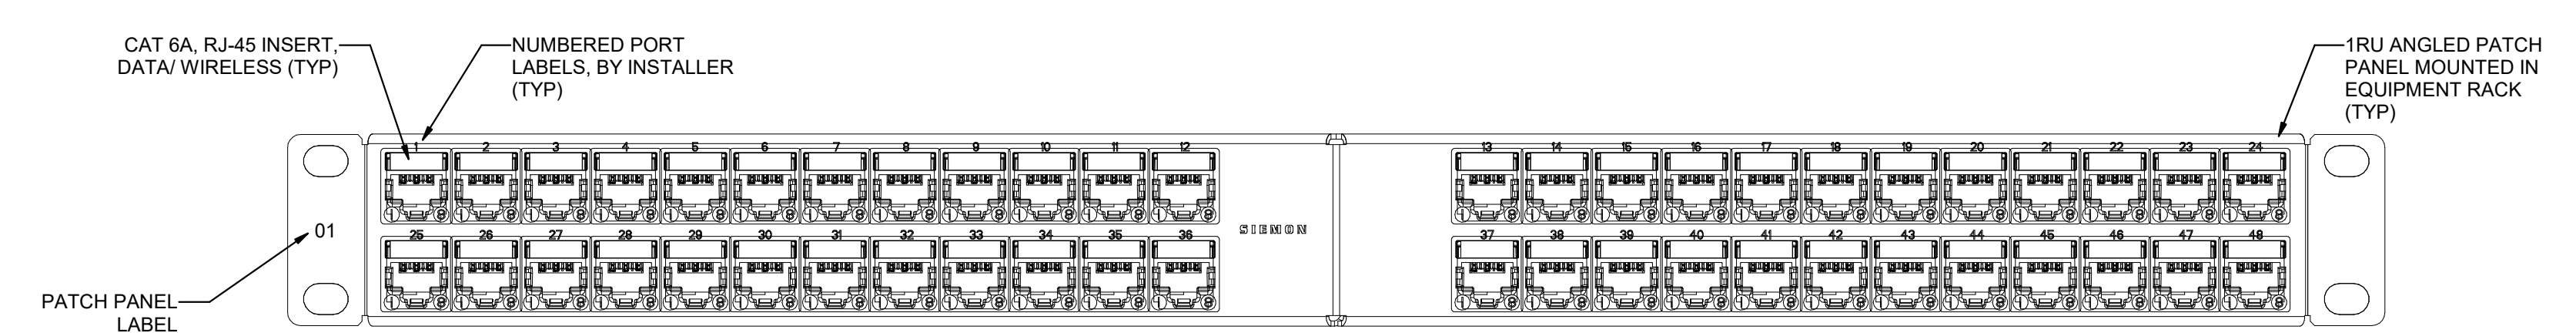 CAT 6A, RJ-45 INSERT,
DATA/ WIRELESS (TYP)
NUMBERED PORT
LABELS, BY INSTALLER
(TYP)
1RU ANGLED PATCH
PANEL MOUNTED IN
EQUIPMENT RACK
(TYP)
1 2 3 4 5 6 7 8 9 10 11 12 13 14 15 16 17 18 19 20 21 22 23 24
01
SIEMON
25 26 27 28 29 30 31 32 33 34 35 36 37 38 39 40 41 42 43 44 45 46 47 48
PATCH PANEL
LABEL